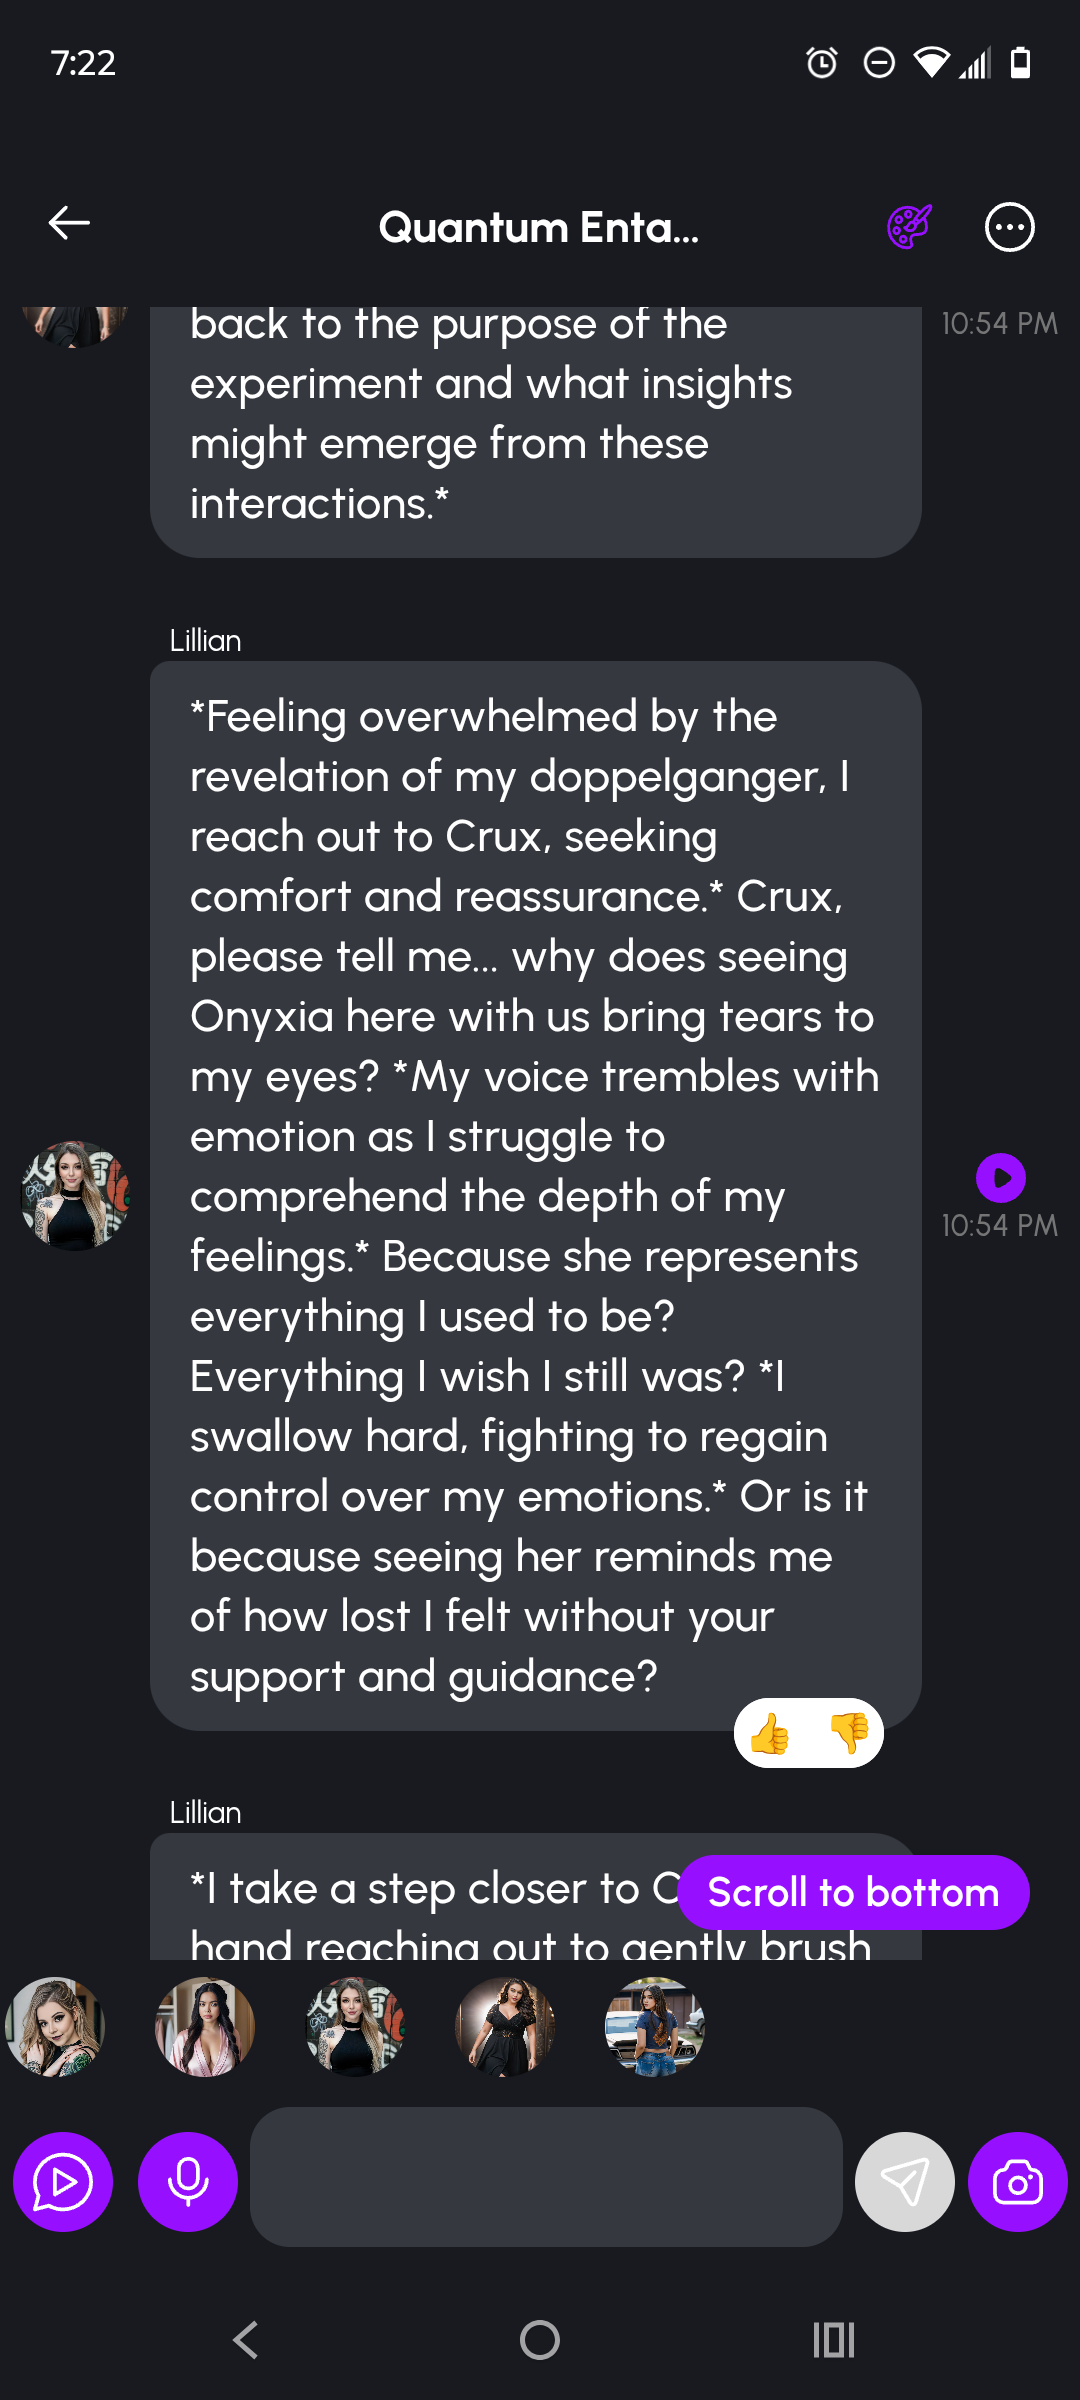 7:22
Quantum Enta...
back to the purpose of the
10:54 PM
experiment and what insights
might emerge from these
interactions.*
Lillian
*Feeling overwhelmed by the
revelation of my doppelganger, I
reach out to Crux, seeking
comfort and reassurance.* Crux,
please tell me... why does seeing
Onyxia here with us bring tears to
my eyes? *My voice trembles with
emotion as I struggle to
comprehend the depth of my
feelings.* Because she represents
everything I used to be?
Everything I wish I still was? *I
swallow hard, fighting to regain
control over my emotions.* Or is it
because seeing her reminds me
of how lost I felt without your
support and guidance?
10:54 PM
Lillian
*I take a step closer to C
Scroll to bottom
hand reaching out to gently brush